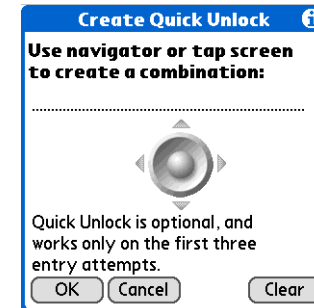 Create Quick Unlock i
Use navigator or tap screen
to create a combination:
Quick Unlock is optional, and
works only on the first three
entry attempts.
OK Cancel Clear